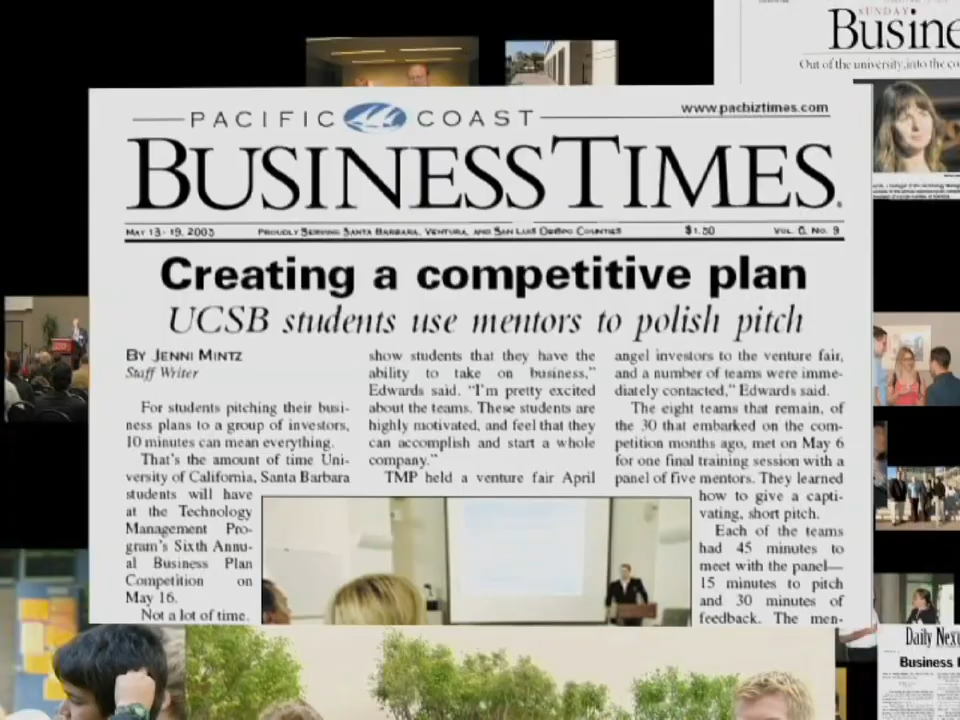 SUNDAY
Busine
Out of the university, into the co
PACIFIC COAST
www.pacbiztimes.com
BUSINESS TIMES.
MAY 13 - 19, 2005 PROUDLY SERVING SANTA BARBARA, VENTURA, AND SAN LUIS OBISPO COUNTIES $1.50 VOL. 6, NO. 9
Creating a competitive plan
UCSB students use mentors to polish pitch
BY JENNI MINTZ
Staff Writer
For students pitching their busi-
ness plans to a group of investors,
10 minutes can mean everything.
That's the amount of time Uni-
versity of California, Santa Barbara
students will have
at the Technology
Management Pro-
gram's Sixth Annu-
al Business Plan
Competition on
May 16.
Not a lot of time.
show students that they have the
ability to take on business,"
Edwards said. "I'm pretty excited
about the teams. These students are
highly motivated, and feel that they
can accomplish and start a whole
company."
TMP held a venture fair April
angel investors to the venture fair,
and a number of teams were imme-
diately contacted," Edwards said.
The eight teams that remain, of
the 30 that embarked on the com-
petition months ago, met on May 6
for one final training session with a
panel of five mentors. They learned
how to give a capti-
vating, short pitch.
Each of the teams
had 45 minutes to
meet with the panel—
15 minutes to pitch
and 30 minutes of
feedback. The men-
Daily Nexu
Business